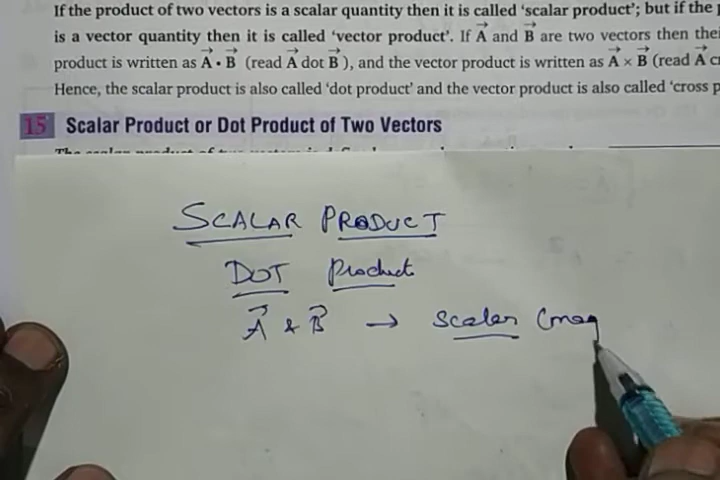 If the product of two vectors is a scalar quantity then it is called ‘scalar product’; but if the
is a vector quantity then it is called ‘vector product’. If A⃗ and B⃗ are two vectors then
product is written as A⃗ • B⃗ (read A⃗ dot B⃗ ), and the vector product is written as A⃗ × B⃗ (read A⃗
Hence, the scalar product is also called ‘dot product’ and the vector product is also called ‘cross
15 Scalar Product or Dot Product of Two Vectors
SCALAR PRODUCT
DOT Product
A⃗ & B⃗ → Scaler (mag